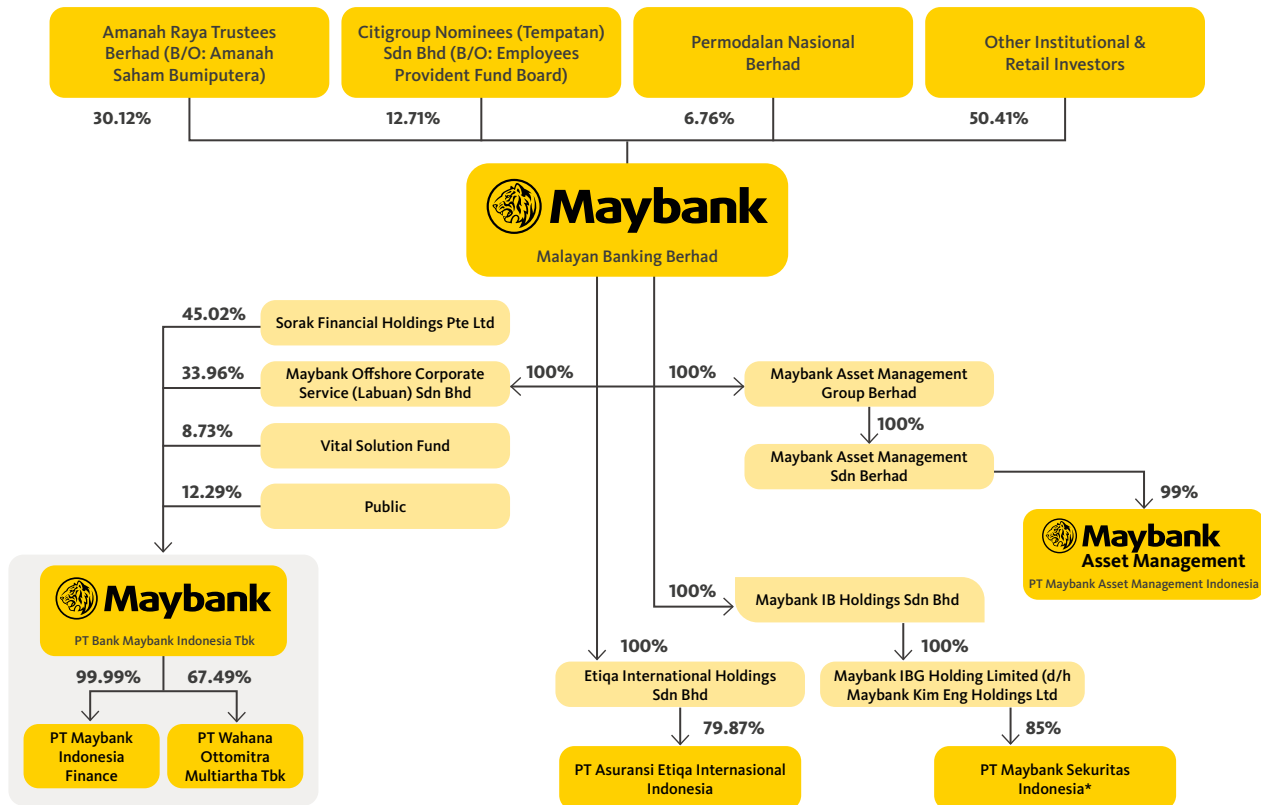 Amanah Raya Trustees
Berhad (B/O: Amanah
Saham Bumiputera)
Citigroup Nominees (Tempatan)
Sdn Bhd (B/O: Employees
Provident Fund Board)
Permodalan Nasional
Berhad
Other Institutional &
Retail Investors
30.12%
12.71%
6.76%
50.41%
Maybank
Malayan Banking Berhad
45.02%
Sorak Financial Holdings Pte Ltd
33.96%
Maybank Offshore Corporate
Service (Labuan) Sdn Bhd
100%
100%
Maybank Asset Management
Group Berhad
100%
8.73%
Vital Solution Fund
Maybank Asset Management
Sdn Berhad
12.29%
Public
99%
Maybank
Asset Management
PT Maybank Asset Management Indonesia
Maybank
PT Bank Maybank Indonesia Tbk
99.99%
67.49%
PT Maybank
Indonesia
Finance
PT Wahana
Ottomitra
Multiartha Tbk
100%
Maybank IB Holdings Sdn Bhd
100%
100%
Etiqa International Holdings
Sdn Bhd
Maybank IBG Holding Limited (d/h
Maybank Kim Eng Holdings Ltd
79.87%
85%
PT Asuransi Etiqa Internasional
Indonesia
PT Maybank Sekuritas
Indonesia*